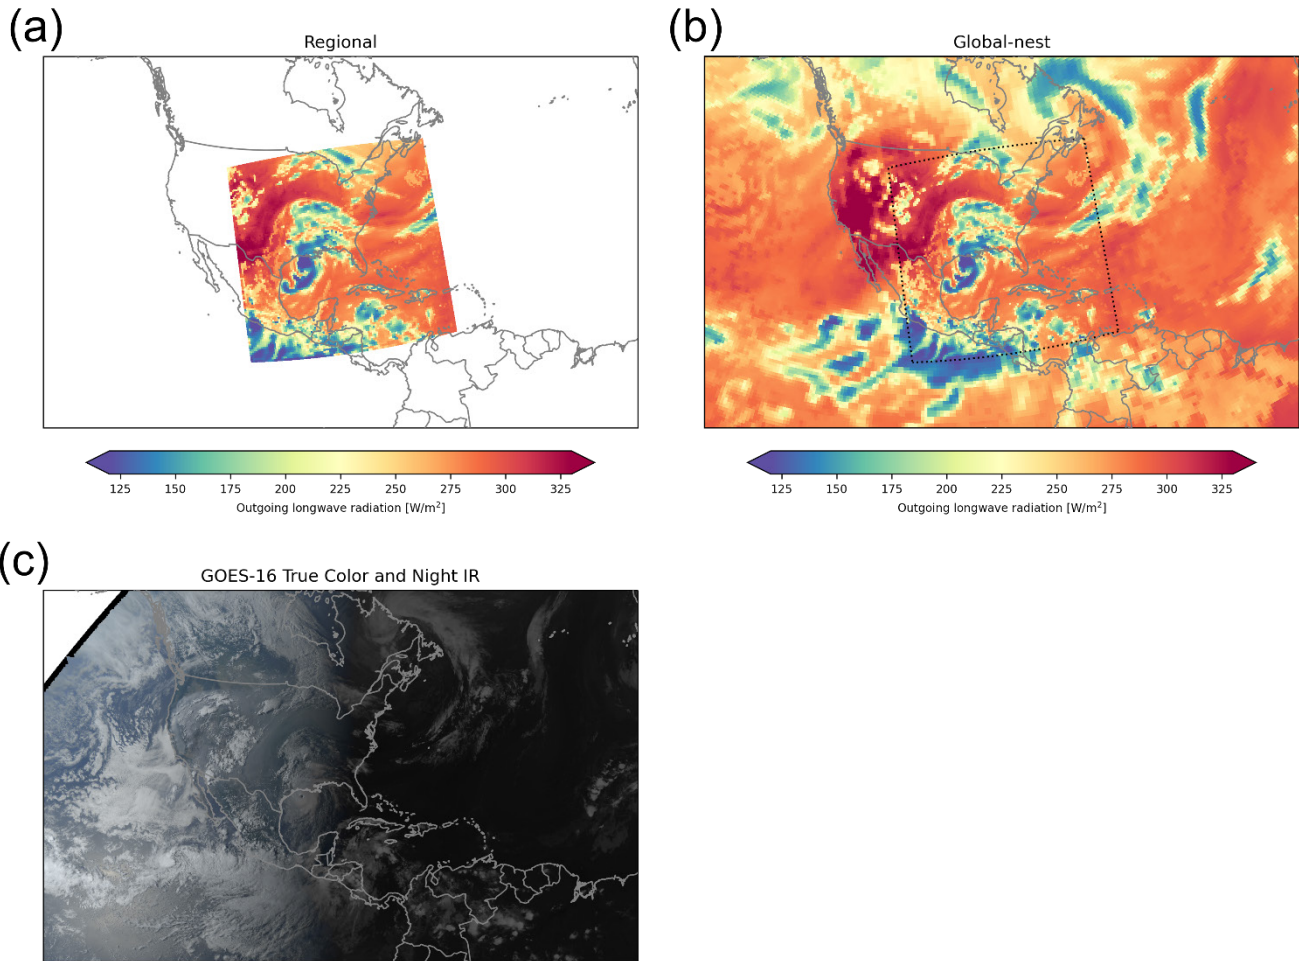 (a)
Regional
125 150 175 200 225 250 275 300 325
Outgoing longwave radiation [W/m²]
(b)
Global-nest
125 150 175 200 225 250 275 300 325
Outgoing longwave radiation [W/m²]
(c)
GOES-16 True Color and Night IR